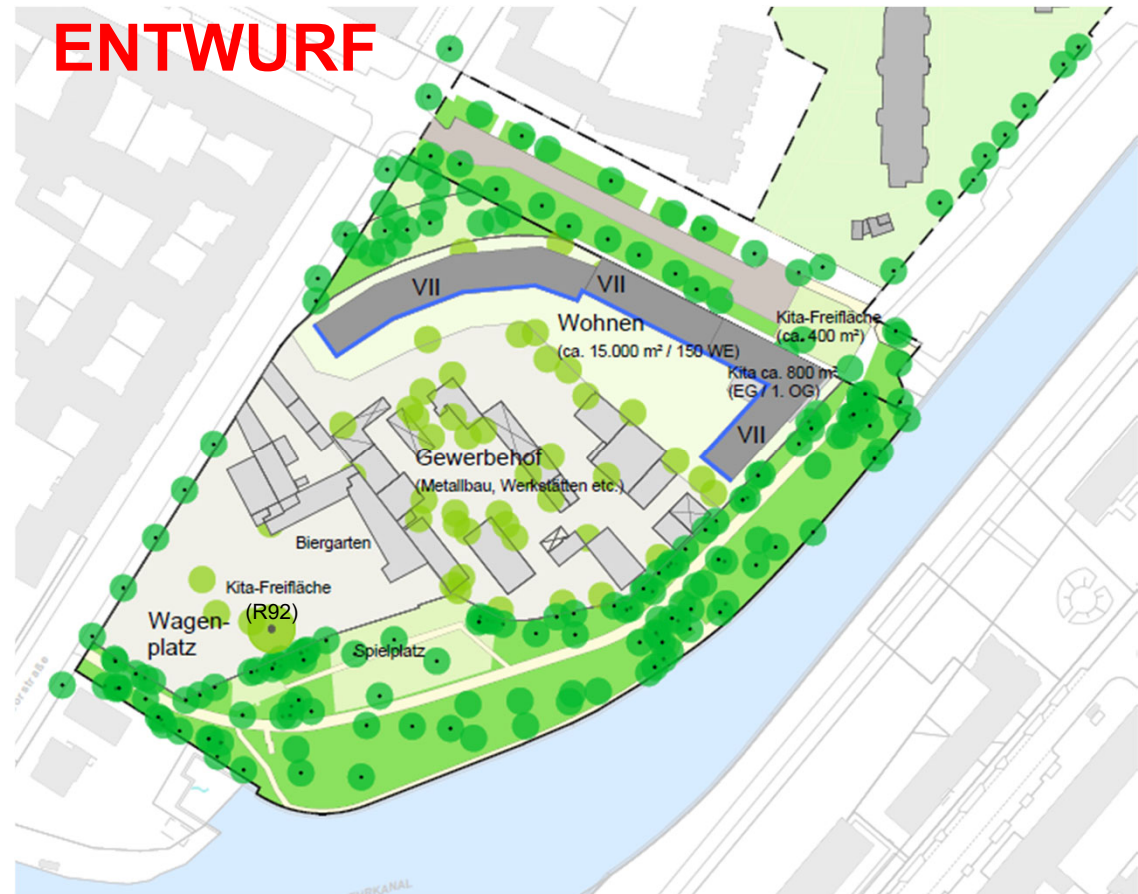 ENTWURF
VII
VII
Wohnen
(ca. 15.000 m² / 150 WE)
Kita-Freifläche
(ca. 400 m²)
Kita ca. 800 m²
(EG / 1. OG)
VII
Gewerbehof
(Metallbau, Werkstätten etc.)
Biergarten
Kita-Freifläche
(R92)
Wagen-
platz
Spielplatz